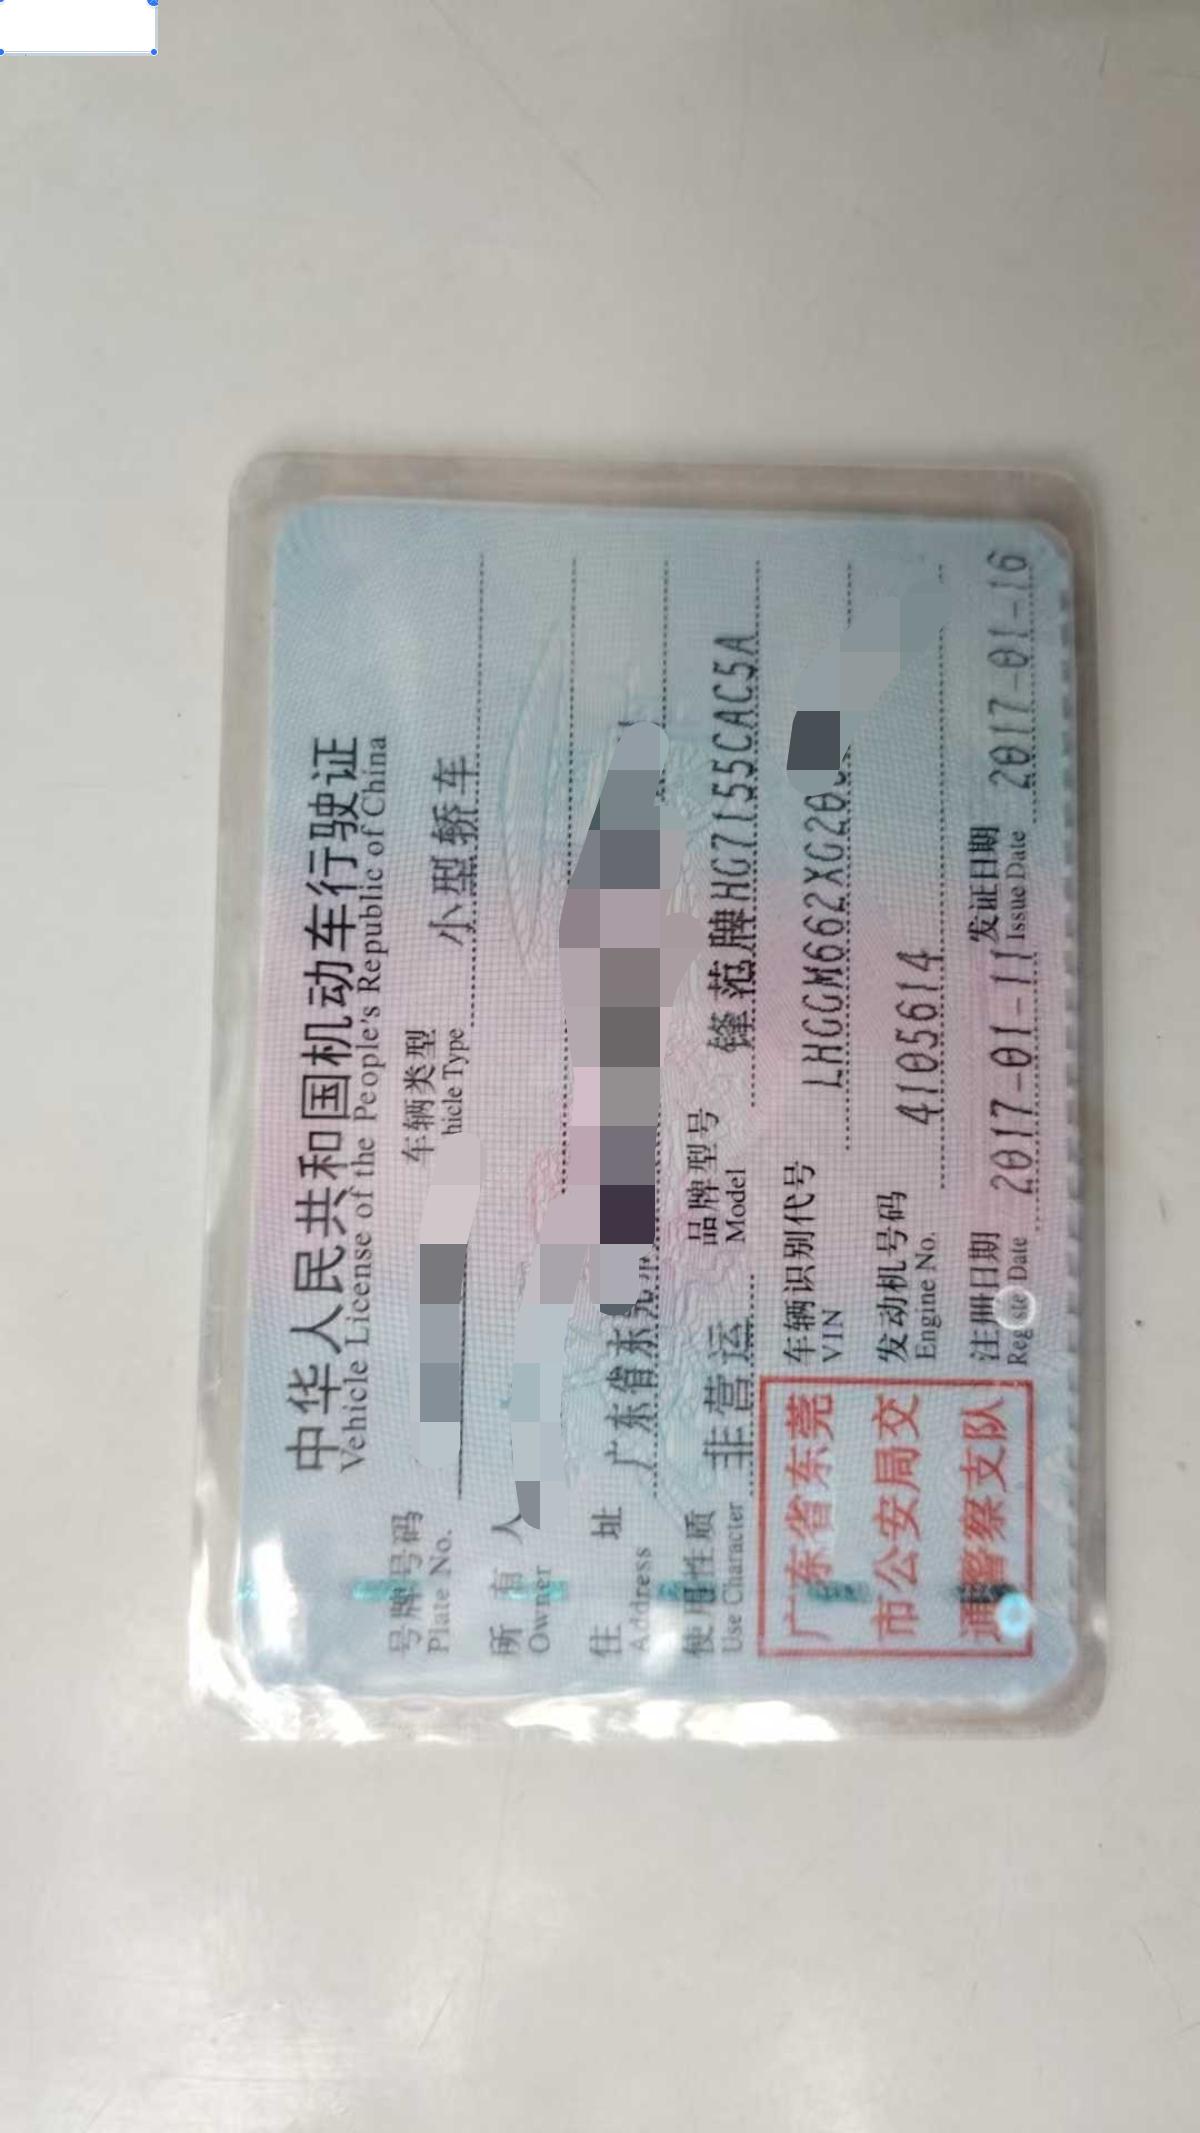 中华人民共和国机动车行驶证
Vehicle License of the People's Republic of China
号牌号码 车辆类型 小型轿车
Plate No. hicle Type
所有人
Owner
住址 广东省东莞市
Address
使用性质 非营运 品牌型号 锋范牌HG7155CAC5A
Use Character Model
车辆识别代号 LHGGM662XG20
VIN
发动机号码 4105614
Engine No.
注册日期 2017-01-11 发证日期 2017-01-16
Register Date Issue Date
广东省东莞
市公安局交
通警察支队